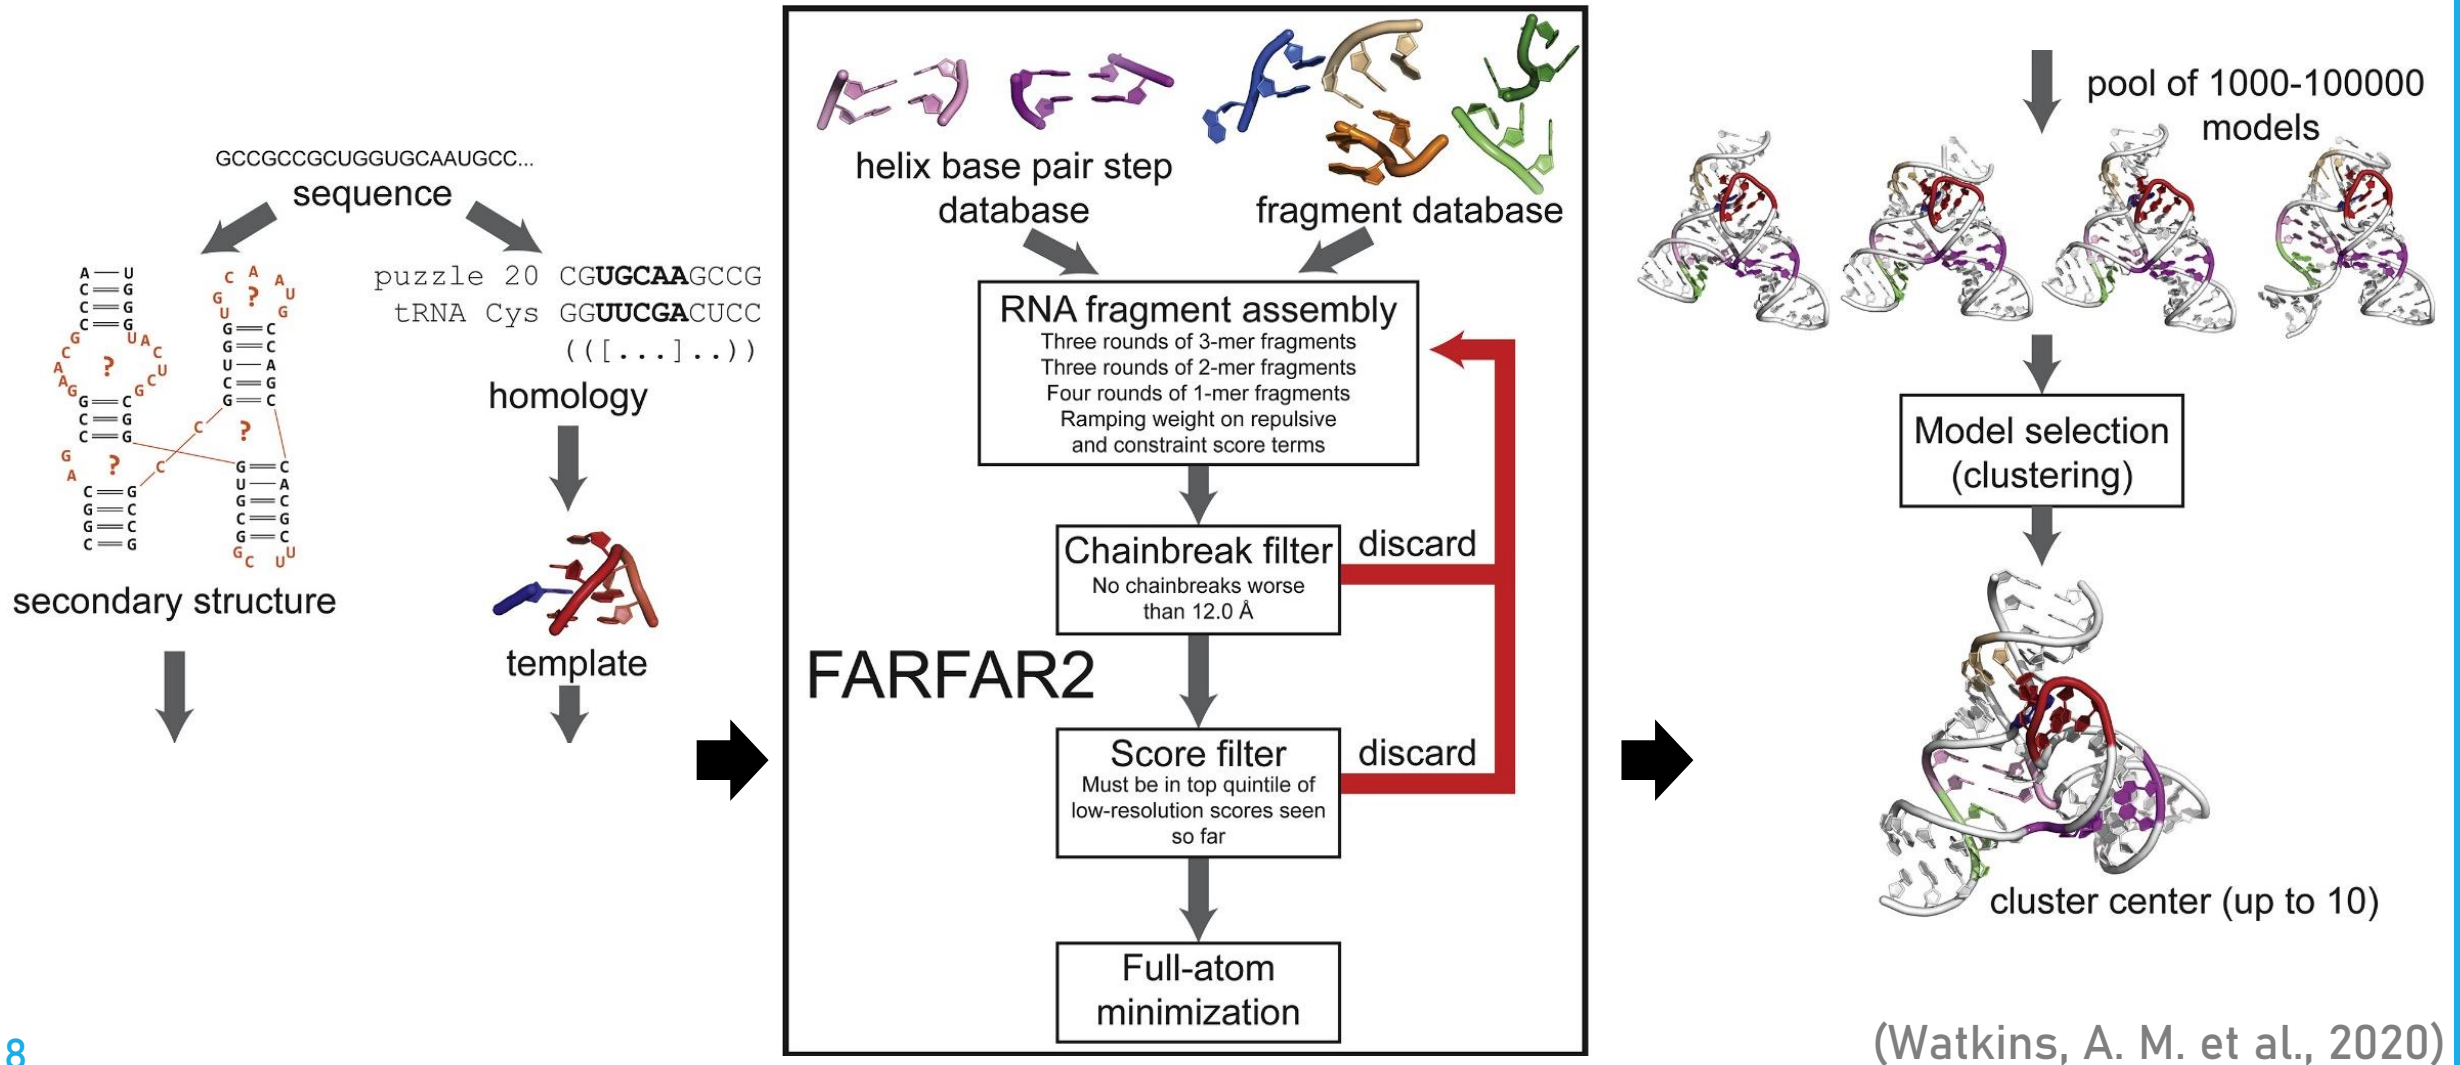 GCCGCCGCUGGUGCAAUGCC...
sequence
puzzle 20 CGUGCAAGCCG
tRNA Cys GGUUCGACUCC
(([...]..))
homology
template
A U
C G
C G
C G
G U A C U C G
C A A G
?
G C
C G
C G
G A
?
C G
G C
G C
C G
C A A U G
G U
?
G C
G C
U A
C G
G C
C
C
?
G C
U A
G C
C G
G C
G C U U
secondary structure
helix base pair step
database
fragment database
RNA fragment assembly
Three rounds of 3-mer fragments
Three rounds of 2-mer fragments
Four rounds of 1-mer fragments
Ramping weight on repulsive
and constraint score terms
Chainbreak filter
No chainbreaks worse
than 12.0 Å
discard
FARFAR2
Score filter
Must be in top quintile of
low-resolution scores seen
so far
discard
Full-atom
minimization
pool of 1000-100000
models
Model selection
(clustering)
cluster center (up to 10)
8
(Watkins, A. M. et al., 2020)